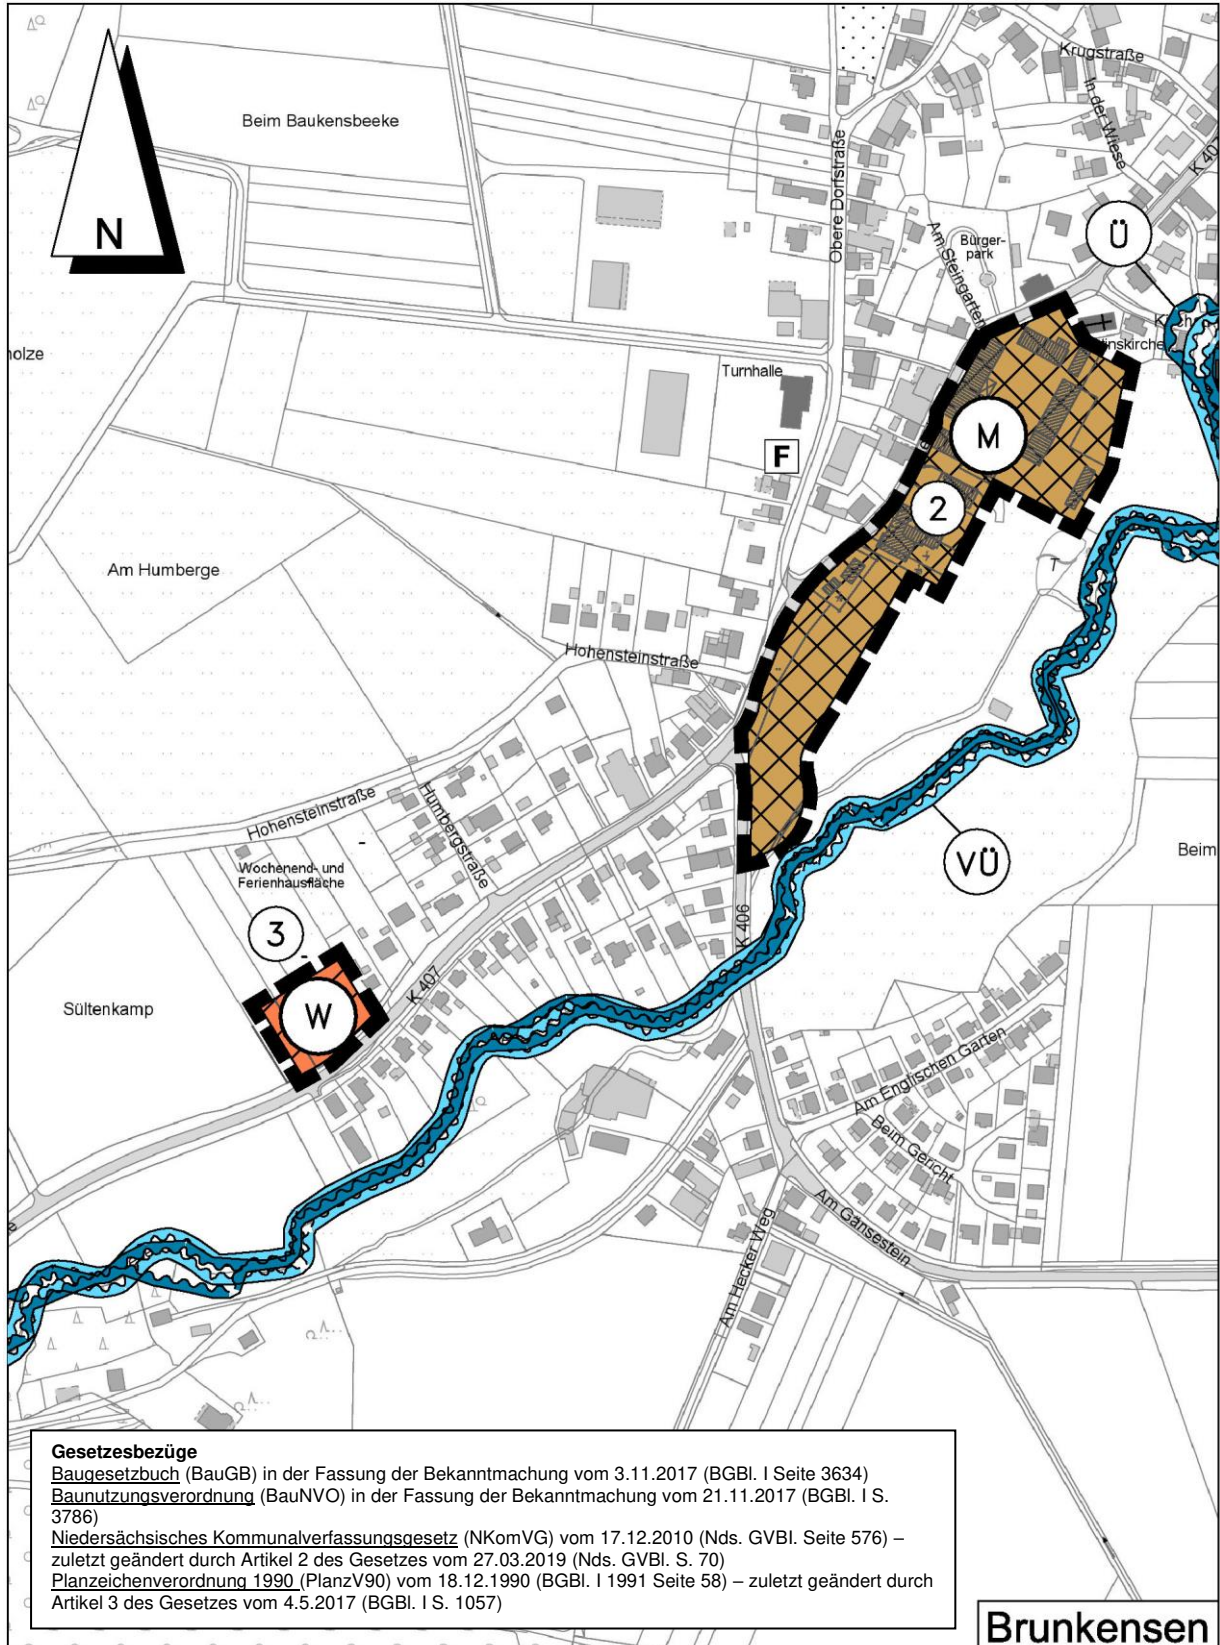 Krugstraße
In der Wiese
K 407
Beim Baukensbeeke
Obere Dorfstraße
N
Ü
Am Steingarten
Bürger-
park
holze
Turnhalle
M
F
2
T
Am Humberge
Hohensteinstraße
Hohensteinstraße
Humbergstraße
Wochenend- und
Ferienhausfläche
VÜ
Beim
3
K 406
K 407
Sültenkamp
W
Am Englischen Garten
Beim Gericht
Am Gänsestein
Am Hecker Weg
e
Gesetzesbezüge
Baugesetzbuch (BauGB) in der Fassung der Bekanntmachung vom 3.11.2017 (BGBl. I Seite 3634)
Baunutzungsverordnung (BauNVO) in der Fassung der Bekanntmachung vom 21.11.2017 (BGBl. I S.
3786)
Niedersächsisches Kommunalverfassungsgesetz (NKomVG) vom 17.12.2010 (Nds. GVBl. Seite 576) –
zuletzt geändert durch Artikel 2 des Gesetzes vom 27.03.2019 (Nds. GVBl. S. 70)
Planzeichenverordnung 1990 (PlanzV90) vom 18.12.1990 (BGBl. I 1991 Seite 58) – zuletzt geändert durch
Artikel 3 des Gesetzes vom 4.5.2017 (BGBl. I S. 1057)
Brunkensen